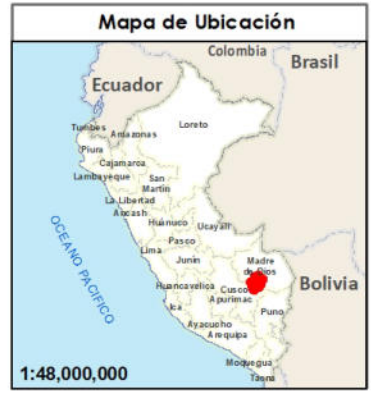 Mapa de Ubicación
Colombia
Brasil
Ecuador
Tumbes
Amazonas
Loreto
Piura
Cajamarca
Lambayeque
San
Martín
La Libertad
Ancash
Huánuco
Ucayali
Pasco
OCEANO PACIFICO
Lima
Junín
Madre
de Dios
Huancavelica
Cusco
Bolivia
Apurimac
Ica
Puno
Ayacucho
Arequipa
Moquegua
Tacna
1:48,000,000